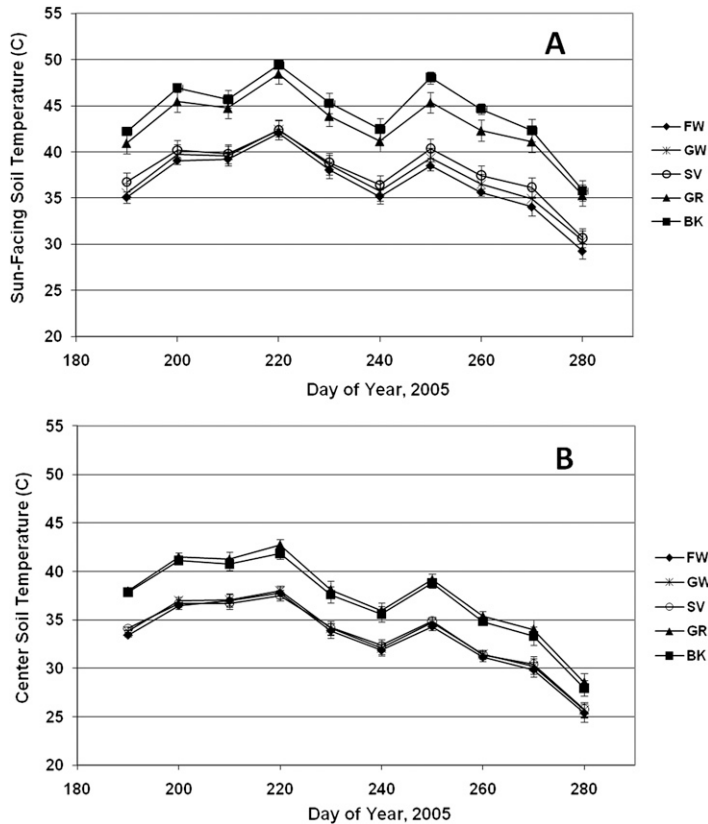 A
Sun-Facing Soil Temperature (C)
55
50
45
40
35
30
25
20
180
200
220
240
260
280
Day of Year, 2005
FW
GW
SV
GR
BK
B
Center Soil Temperature (C)
55
50
45
40
35
30
25
20
180
200
220
240
260
280
Day of Year, 2005
FW
GW
SV
GR
BK